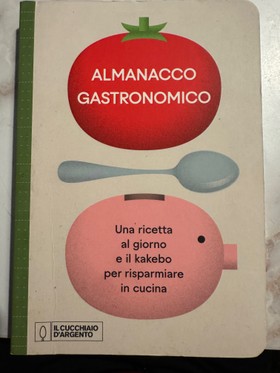 ALMANACCO
GASTRONOMICO
Una ricetta
al giorno
e il kakebo
per risparmiare
in cucina
IL CUCCHIAIO
D'ARGENTO